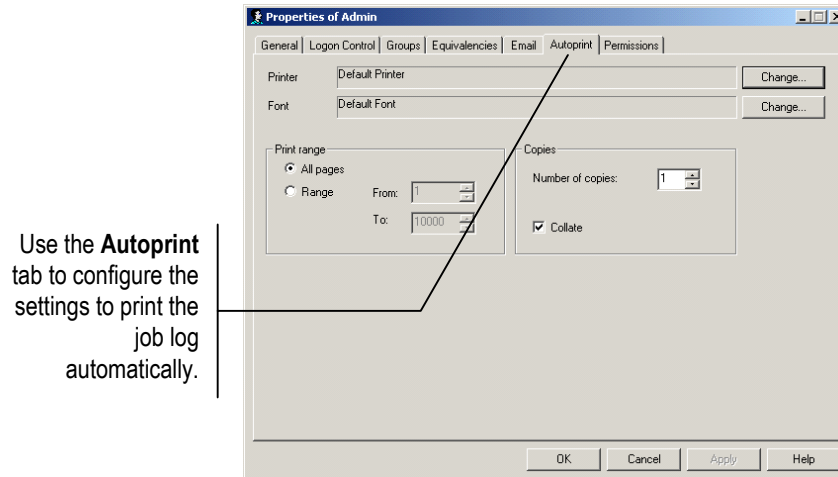 Properties of Admin
General Logon Control Groups Equivalencies Email Autoprint Permissions
Printer Default Printer Change...
Font Default Font Change...
Print range Copies
All pages Number of copies: 1
Range From: 1
To: 10000 Collate
Use the Autoprint
tab to configure the
settings to print the
job log
automatically.
OK Cancel Apply Help